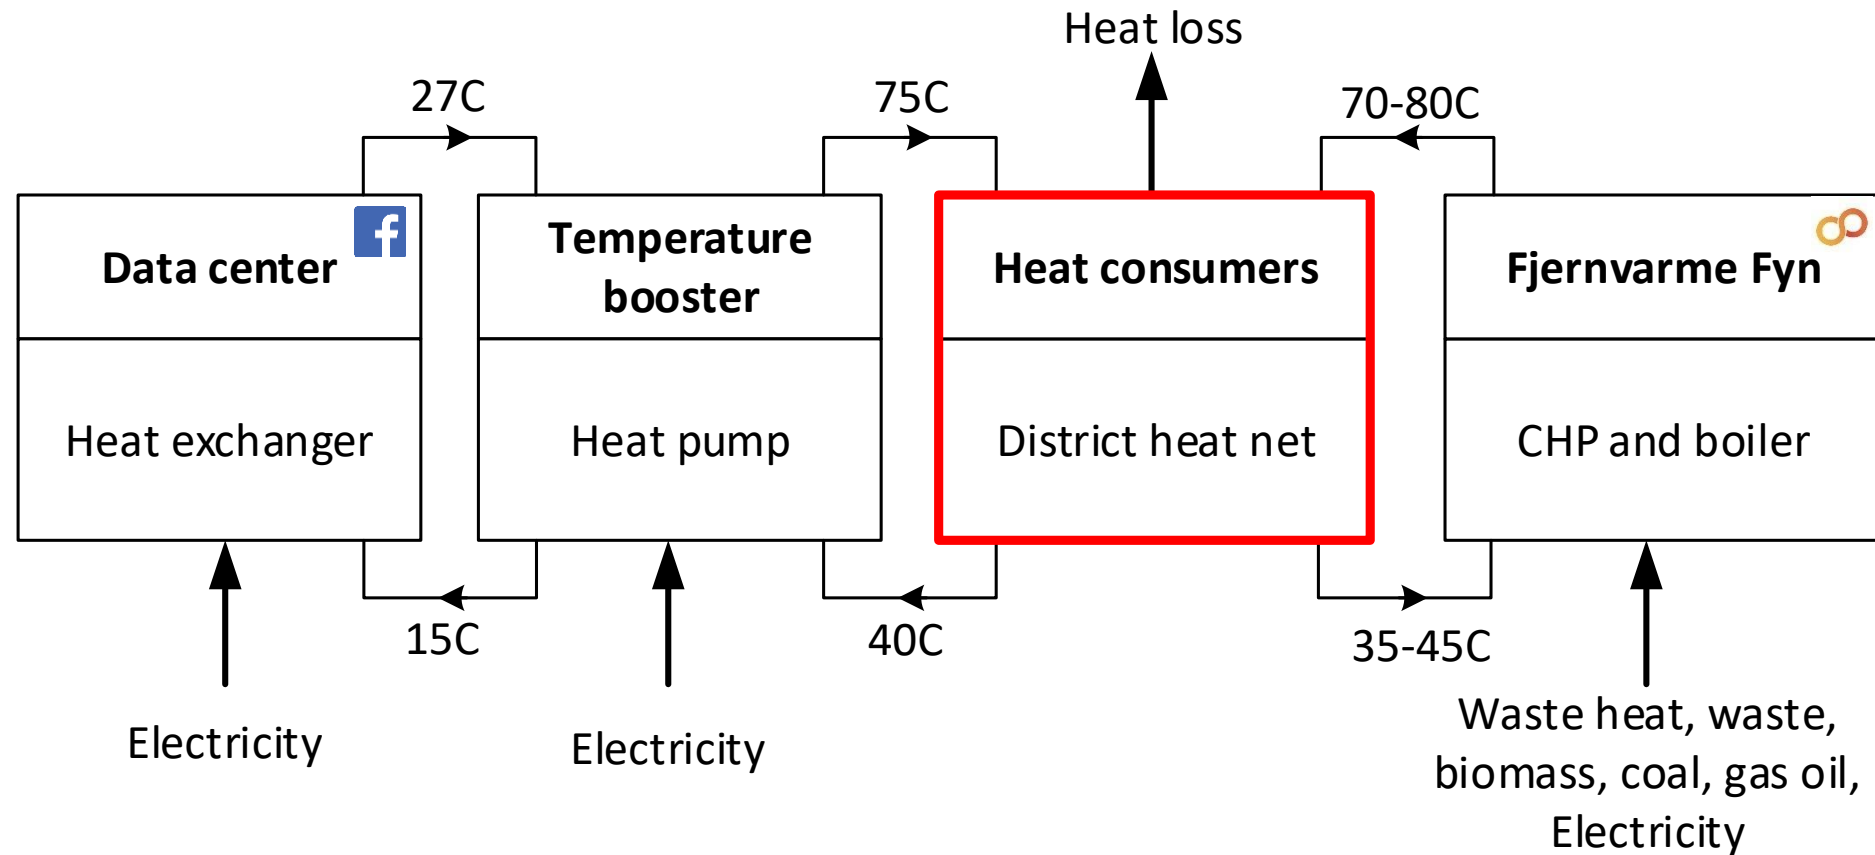 Heat loss
27C
75C
70-80C
Data center
Temperature
booster
Heat consumers
Fjernvarme Fyn
Heat exchanger
Heat pump
District heat net
CHP and boiler
15C
40C
35-45C
Electricity
Electricity
Waste heat, waste,
biomass, coal, gas oil,
Electricity